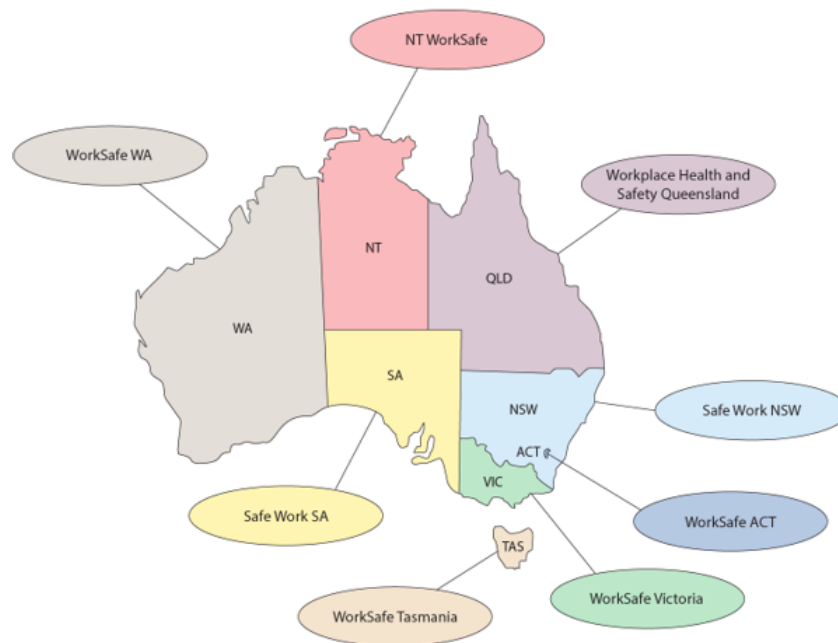 NT WorkSafe
WorkSafe WA
Workplace Health and
Safety Queensland
NT
QLD
WA
SA
NSW
Safe Work NSW
ACT
VIC
Safe Work SA
WorkSafe ACT
TAS
WorkSafe Victoria
WorkSafe Tasmania